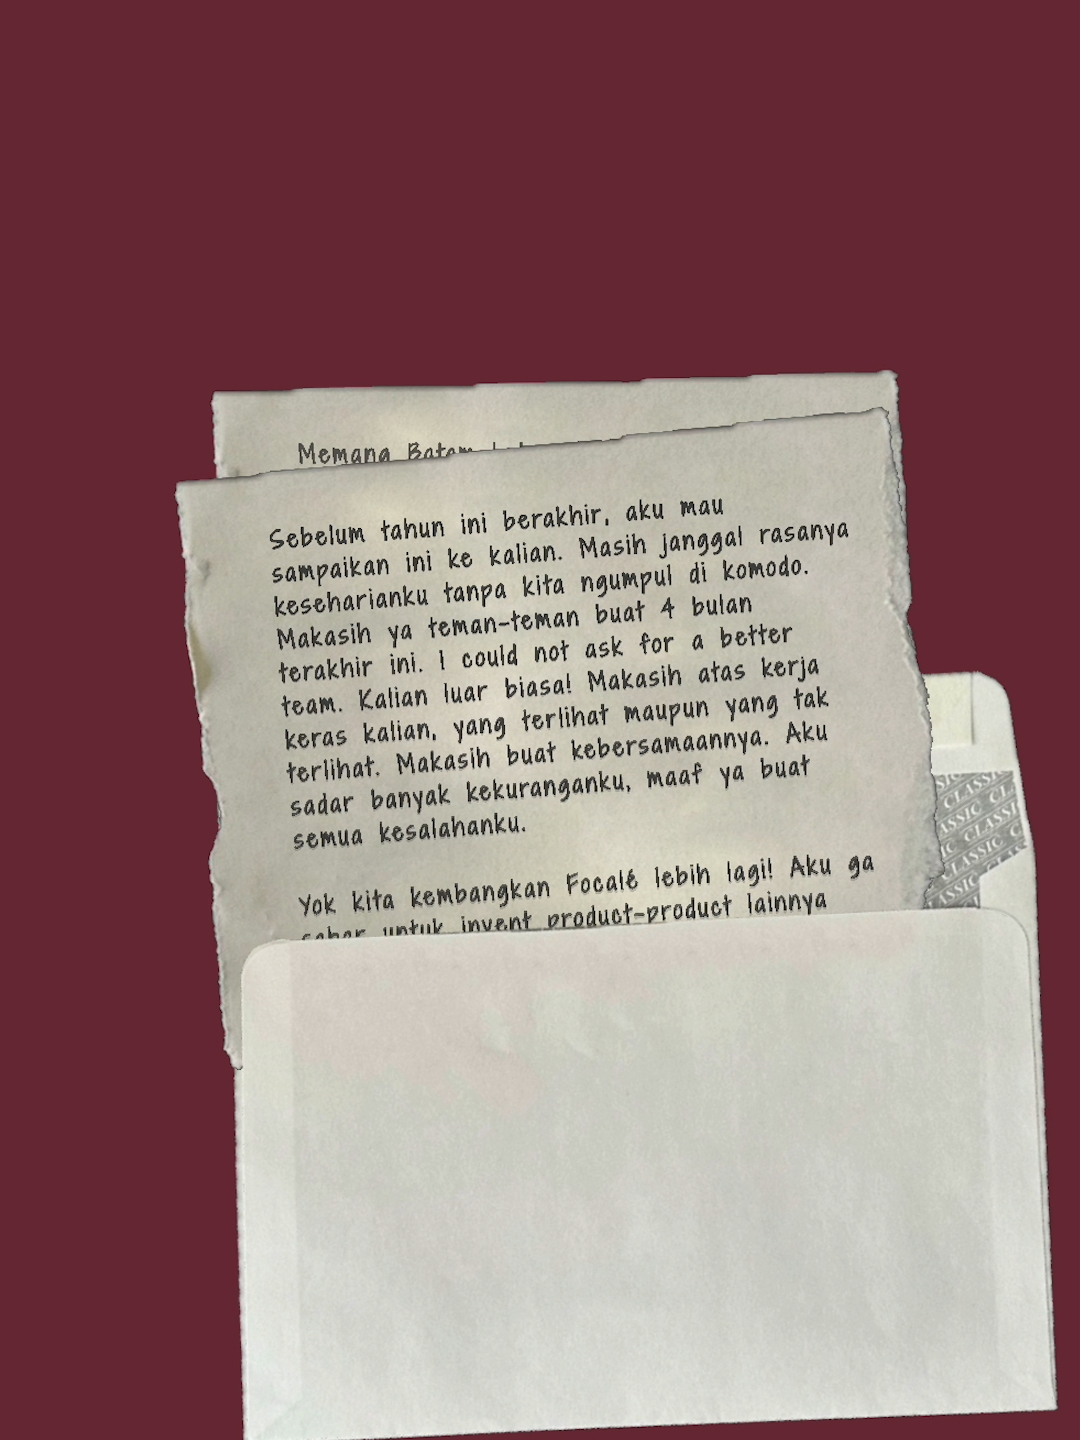 Memang Batam
Sebelum tahun ini berakhir, aku mau
sampaikan ini ke kalian. Masih janggal rasanya
keseharianku tanpa kita ngumpul di komodo.
Makasih ya teman-teman buat 4 bulan
terakhir ini. I could not ask for a better
team. Kalian luar biasa! Makasih atas kerja
keras kalian, yang terlihat maupun yang tak
terlihat. Makasih buat kebersamaannya. Aku
sadar banyak kekuranganku, maaf ya buat
semua kesalahanku.
Yok kita kembangkan Focalé lebih lagi! Aku ga
sabar untuk invent product-product lainnya
CLASSIC
CLASSIC
CLASSIC
CLASSIC